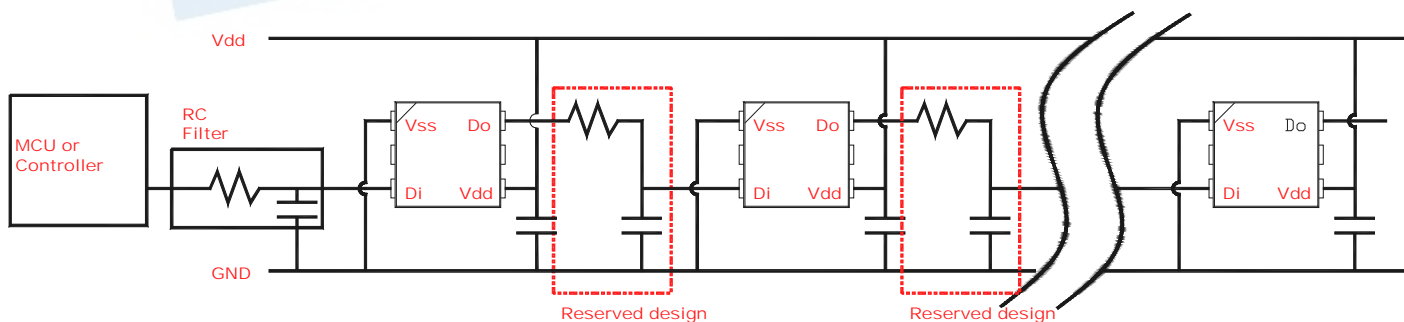 Vdd
MCU or
Controller
RC
Filter
Vss Do
Di Vdd
Vss Do
Di Vdd
Vss Do
Di Vdd
GND
Reserved design
Reserved design